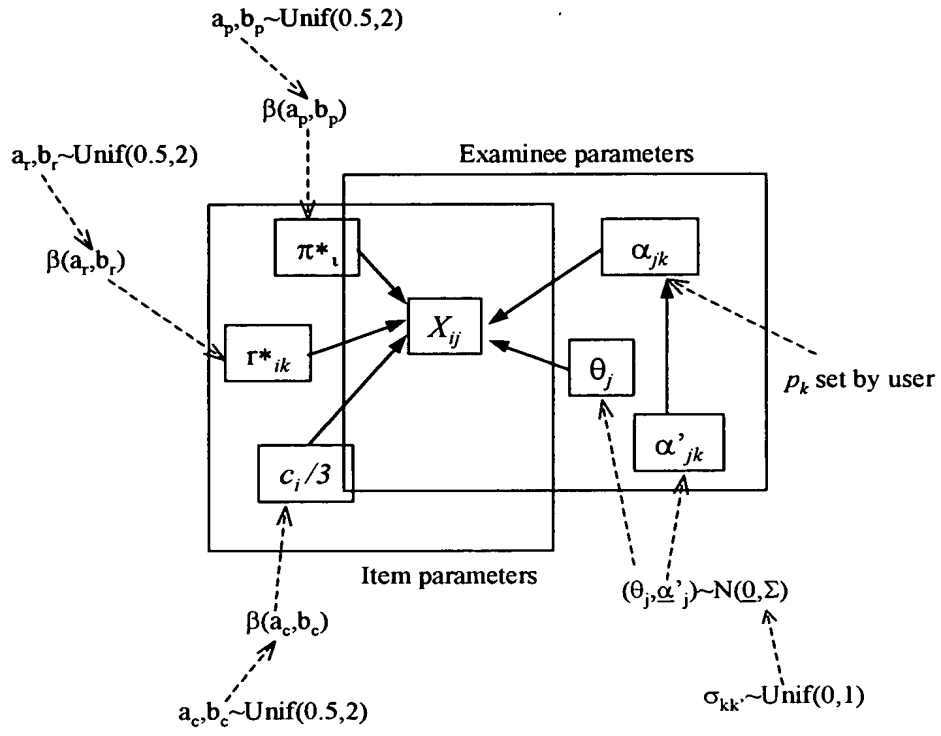 a_p,b_p~Unif(0.5,2)
β(a_p,b_p)
a_r,b_r~Unif(0.5,2)
Examinee parameters
π*_ι
α_jk
β(a_r,b_r)
X_ij
r*_ik
θ_j
p_k set by user
α'_jk
c_i/3
Item parameters
(θ_j,α'_j)~N(0,Σ)
β(a_c,b_c)
σ_kk'~Unif(0,1)
a_c,b_c~Unif(0.5,2)